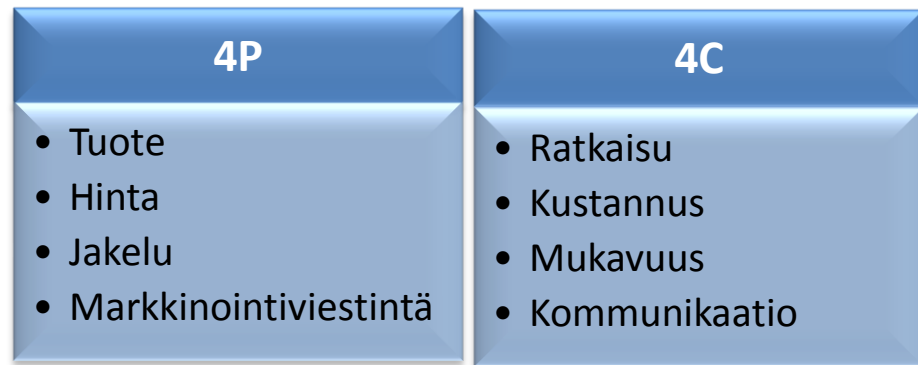 4P
• Tuote
• Hinta
• Jakelu
• Markkinointiviestintä
4C
• Ratkaisu
• Kustannus
• Mukavuus
• Kommunikaatio